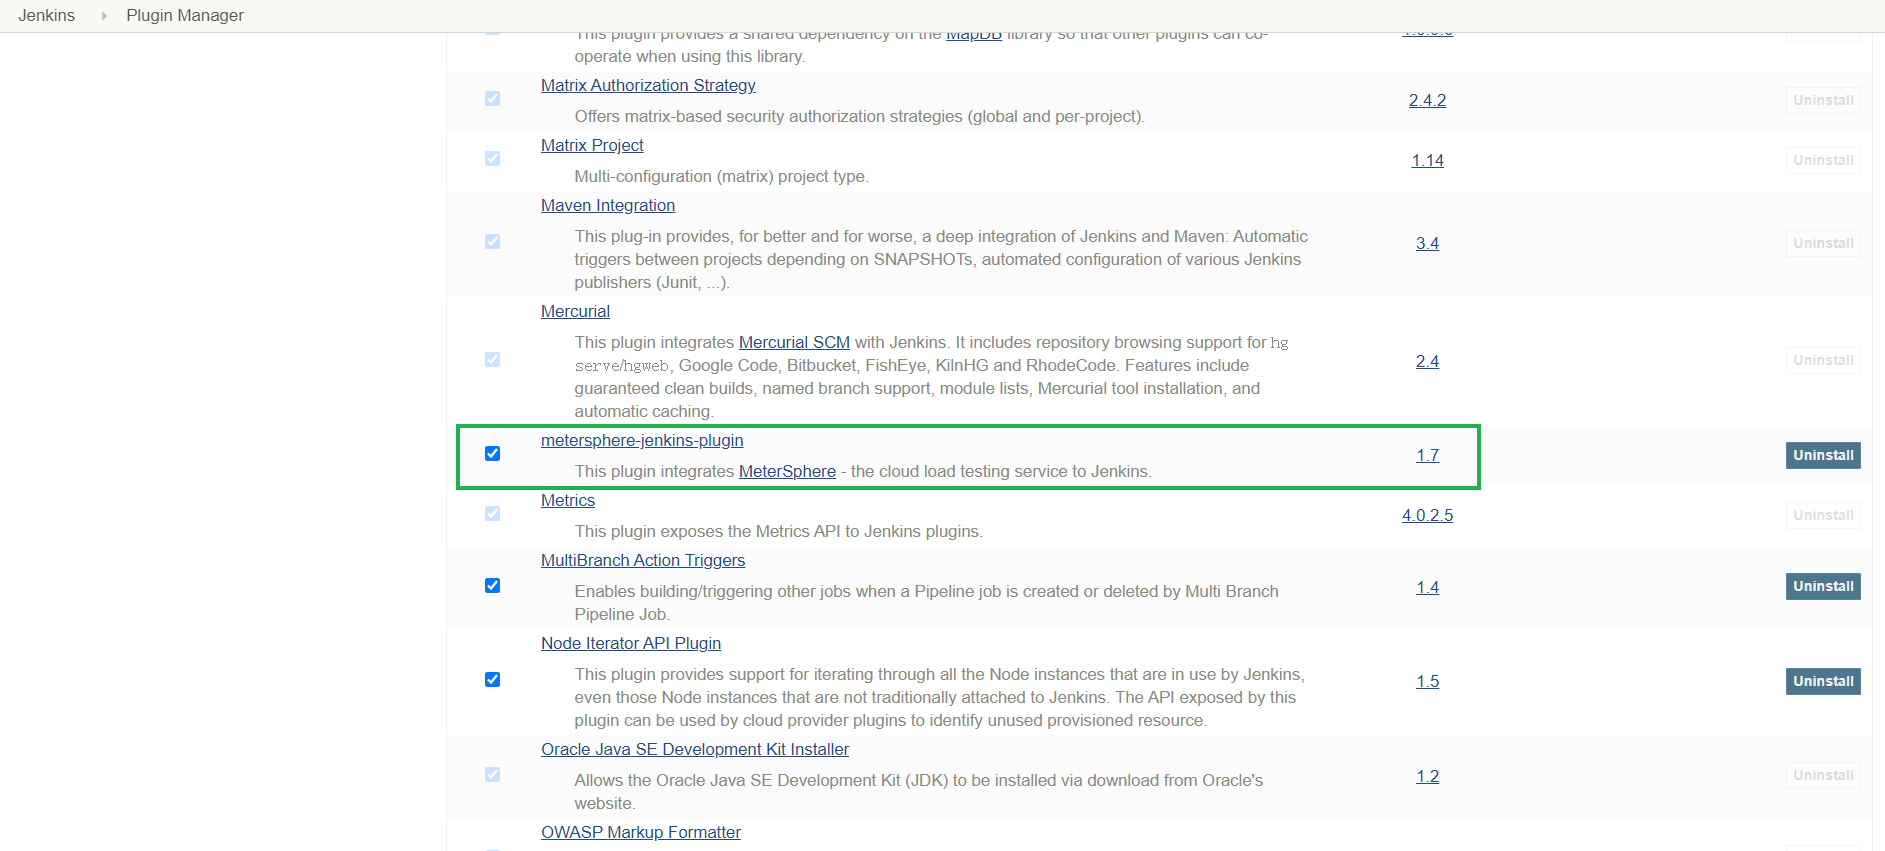 Jenkins
Plugin Manager
This plugin provides a shared dependency on the MapDB library so that other plugins can co-
operate when using this library.
Matrix Authorization Strategy
2.4.2
Uninstall
Offers matrix-based security authorization strategies (global and per-project).
Matrix Project
1.14
Uninstall
Multi-configuration (matrix) project type.
Maven Integration
This plug-in provides, for better and for worse, a deep integration of Jenkins and Maven: Automatic
3.4
Uninstall
triggers between projects depending on SNAPSHOTs, automated configuration of various Jenkins
publishers (Junit, ...).
Mercurial
This plugin integrates Mercurial SCM with Jenkins. It includes repository browsing support for hg
serve/hgweb, Google Code, Bitbucket, FishEye, KilnHG and RhodeCode. Features include
2.4
Uninstall
guaranteed clean builds, named branch support, module lists, Mercurial tool installation, and
automatic caching.
metersphere-jenkins-plugin
1.7
Uninstall
This plugin integrates MeterSphere - the cloud load testing service to Jenkins.
Metrics
4.0.2.5
Uninstall
This plugin exposes the Metrics API to Jenkins plugins.
MultiBranch Action Triggers
1.4
Uninstall
Enables building/triggering other jobs when a Pipeline job is created or deleted by Multi Branch
Pipeline Job.
Node Iterator API Plugin
This plugin provides support for iterating through all the Node instances that are in use by Jenkins,
1.5
Uninstall
even those Node instances that are not traditionally attached to Jenkins. The API exposed by this
plugin can be used by cloud provider plugins to identify unused provisioned resource.
Oracle Java SE Development Kit Installer
1.2
Uninstall
Allows the Oracle Java SE Development Kit (JDK) to be installed via download from Oracle's
website.
OWASP Markup Formatter